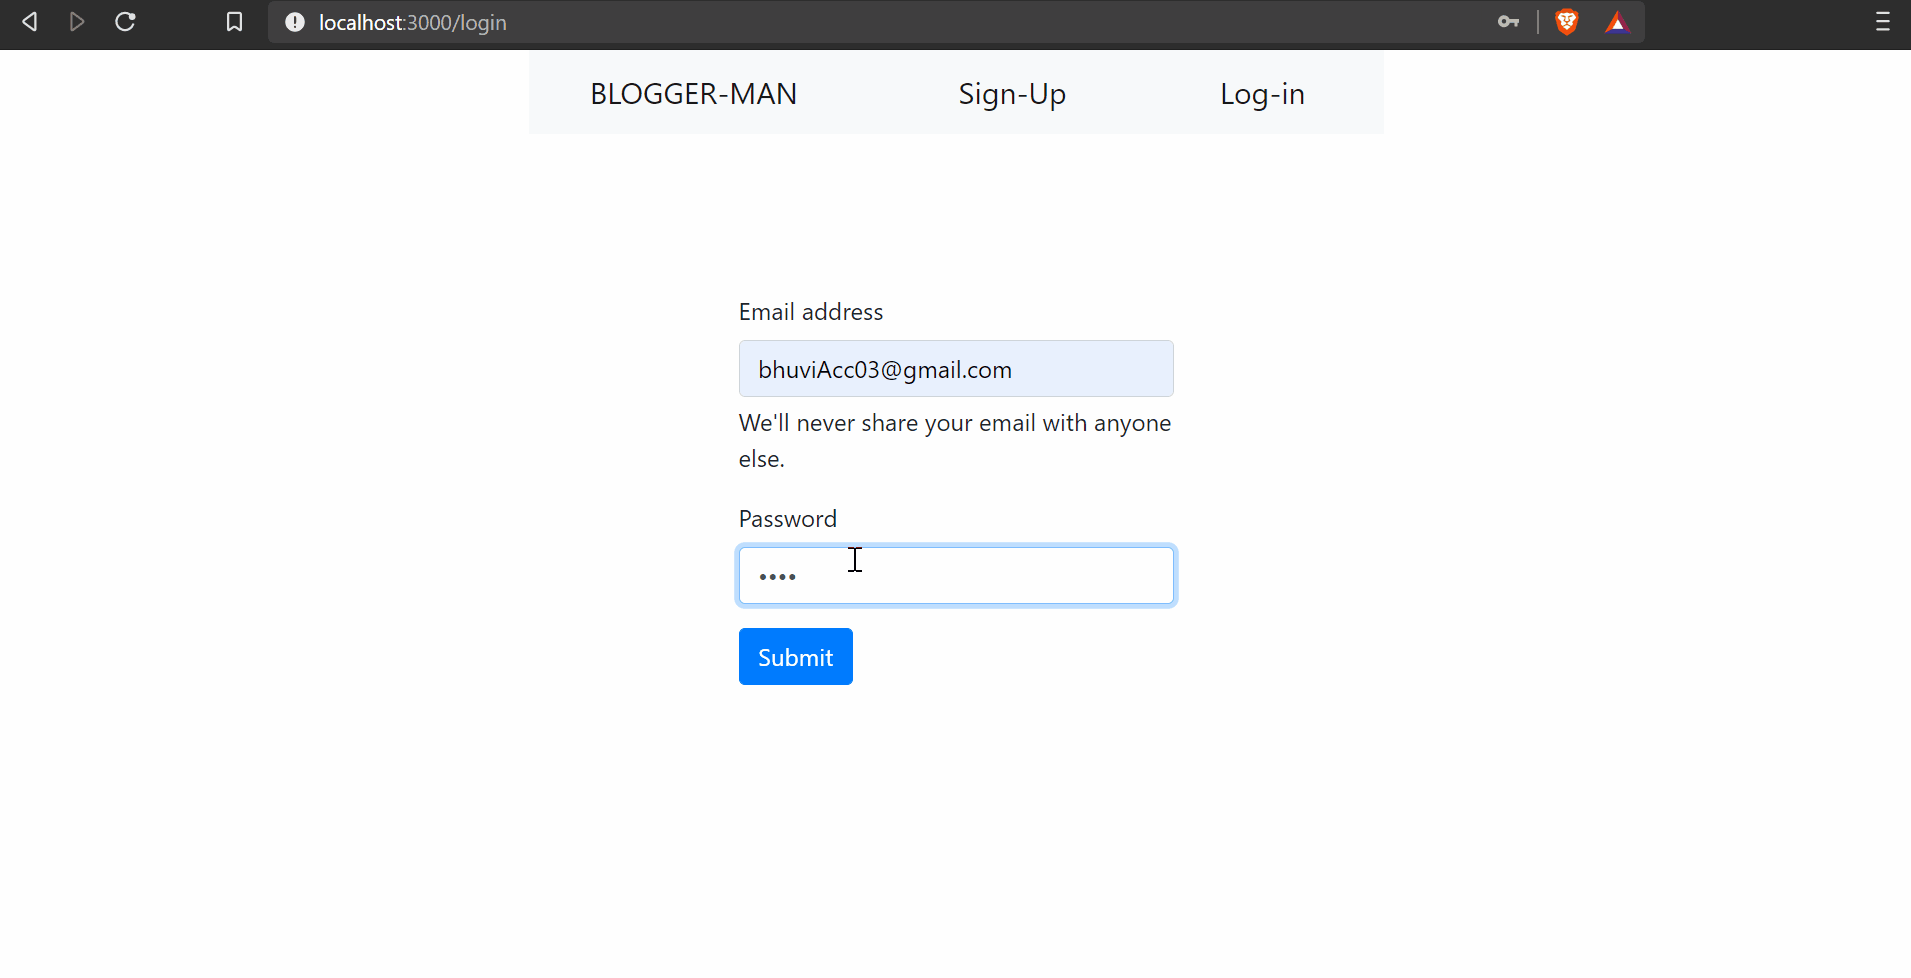 localhost:3000/login
BLOGGER-MAN Sign-Up Log-in
Email address
bhuviAcc03@gmail.com
We'll never share your email with anyone
else.
Password
••••
Submit